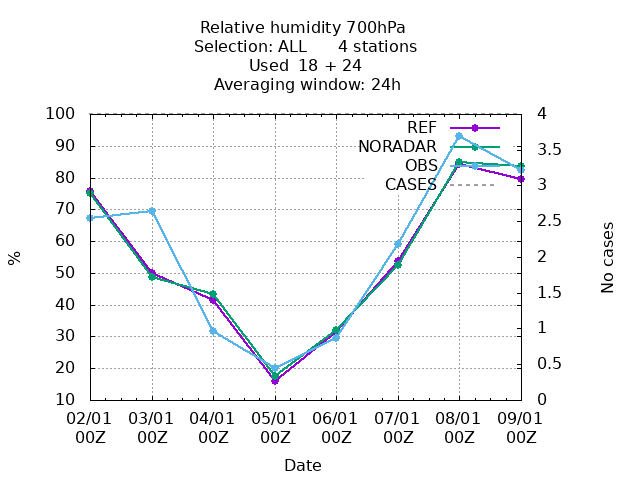 Relative humidity 700hPa
Selection: ALL 4 stations
Used 18 + 24
Averaging window: 24h
100
90
80
70
60
50
40
30
20
10
%
4
3.5
3
2.5
2
1.5
1
0.5
0
No cases
REF
NORADAR
OBS
CASES
02/01 03/01 04/01 05/01 06/01 07/01 08/01 09/01
00Z 00Z 00Z 00Z 00Z 00Z 00Z 00Z
Date